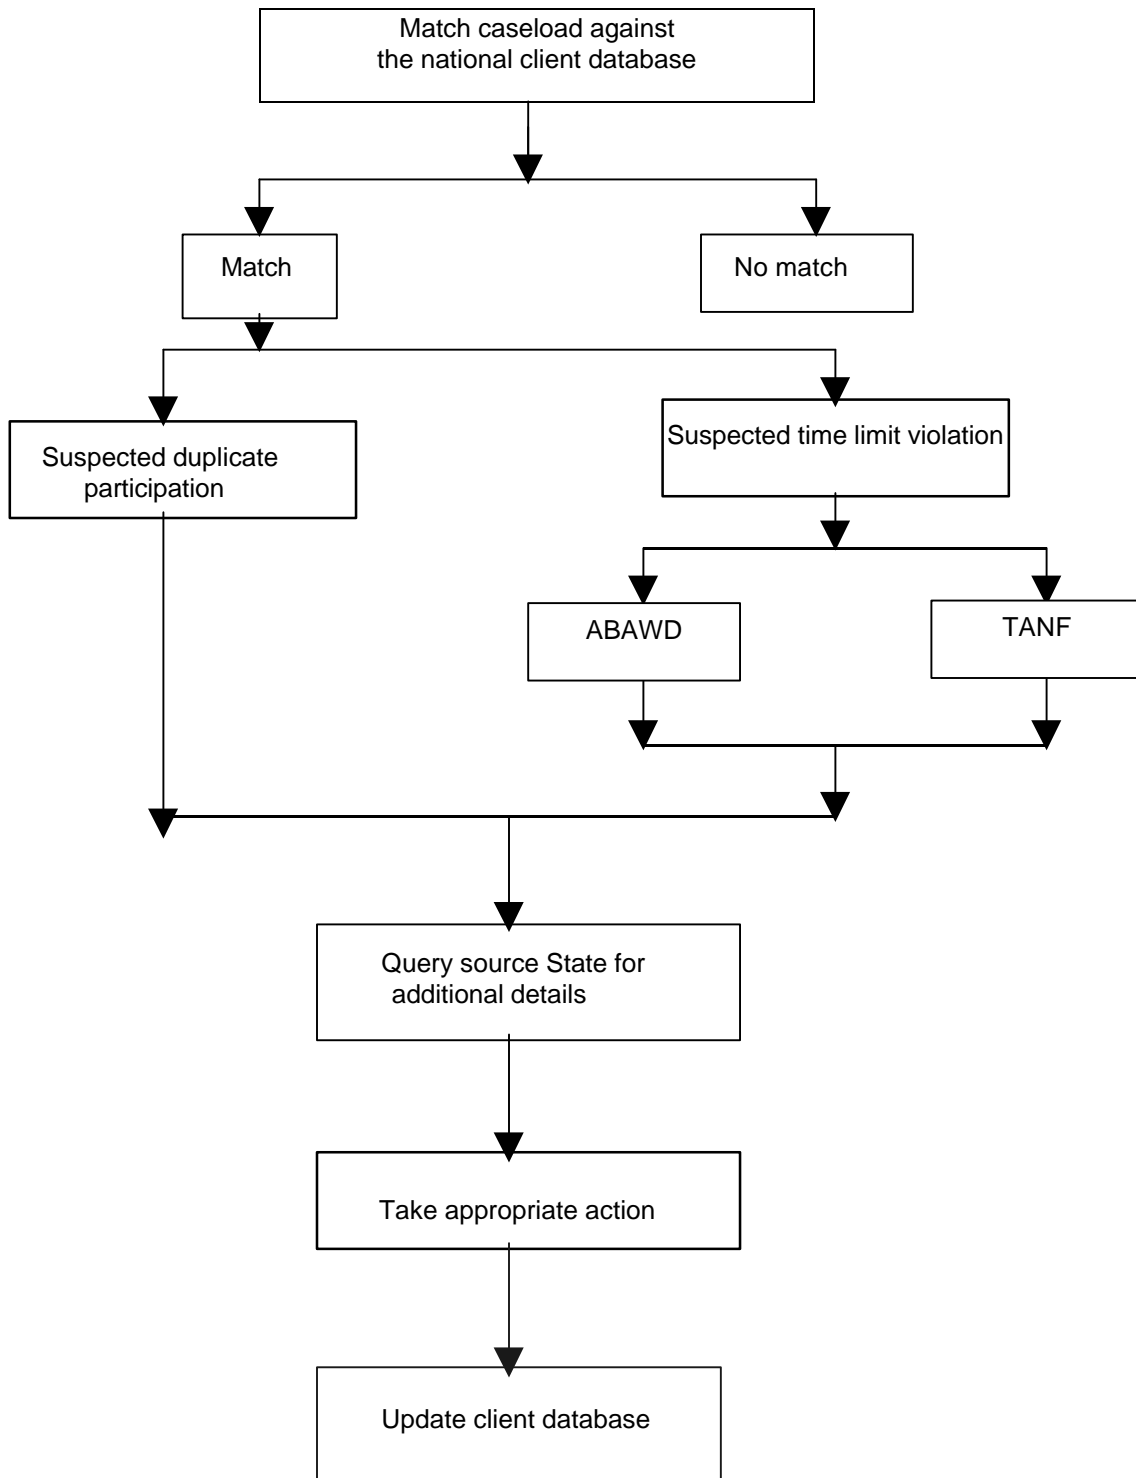 Match caseload against
the national client database
Match
No match
Suspected duplicate
participation
Suspected time limit violation
ABAWD
TANF
Query source State for
additional details
Take appropriate action
Update client database